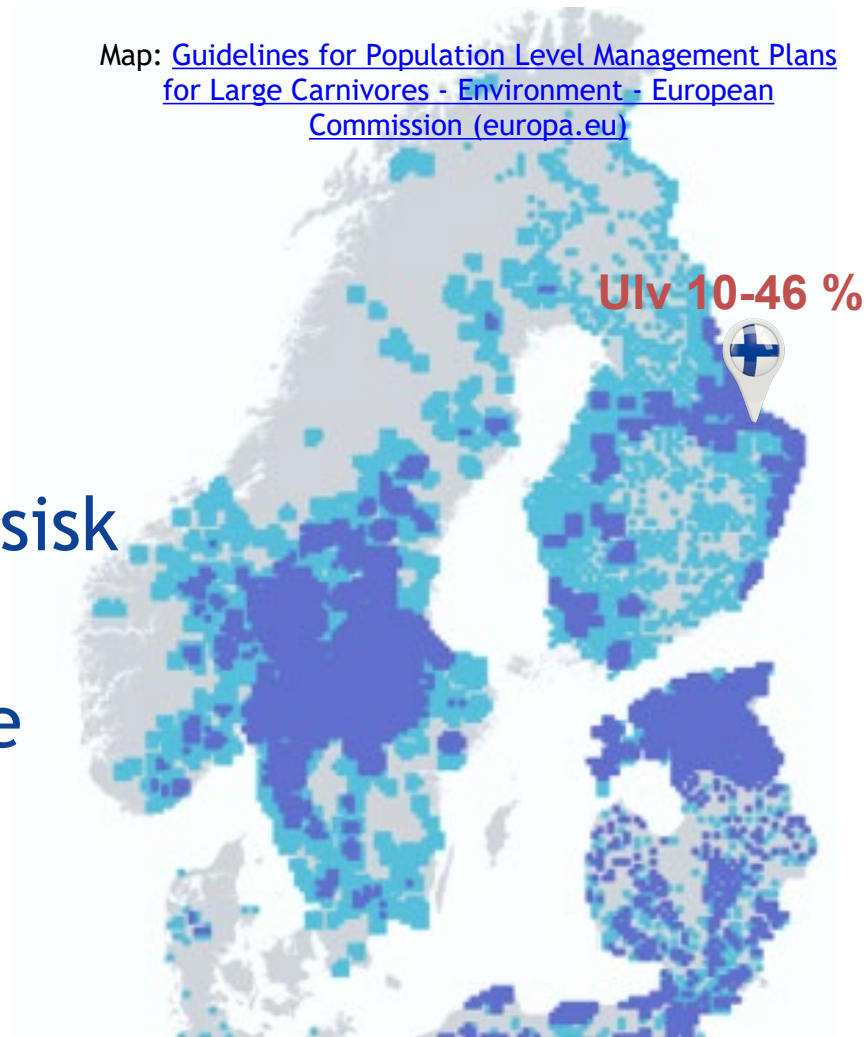 Map: Guidelines for Population Level Management Plans
for Large Carnivores - Environment - European
Commission (europa.eu)
Ulv 10-46 %
sisk
e